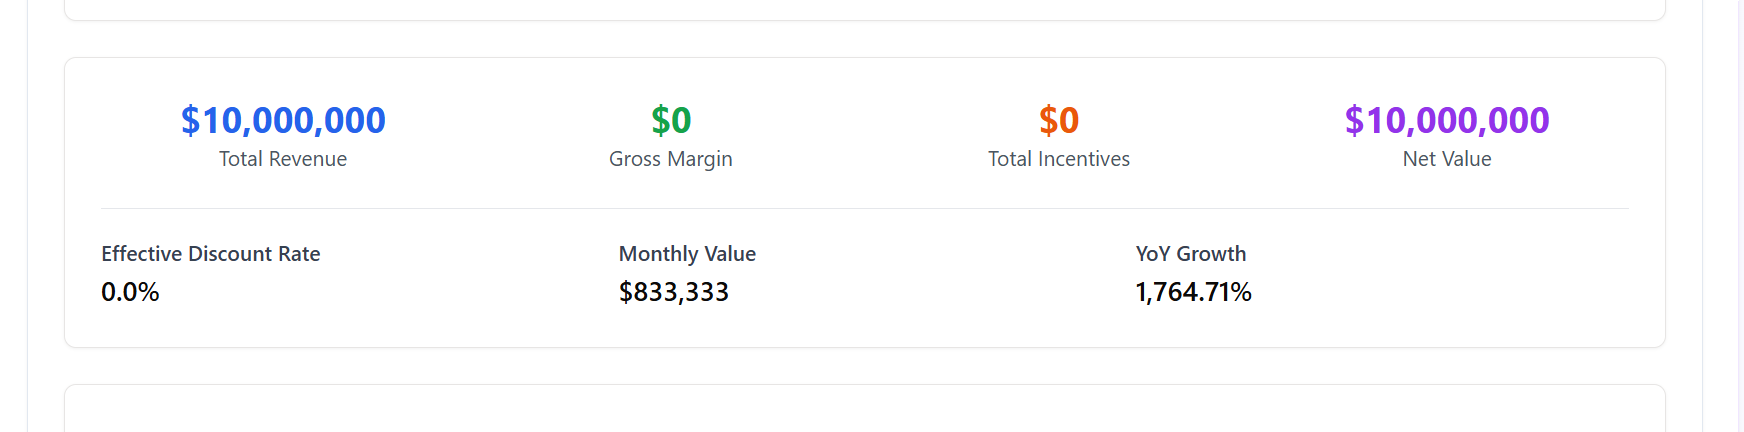 $10,000,000 $0 $0 $10,000,000
Total Revenue Gross Margin Total Incentives Net Value
Effective Discount Rate Monthly Value YoY Growth
0.0% $833,333 1,764.71%